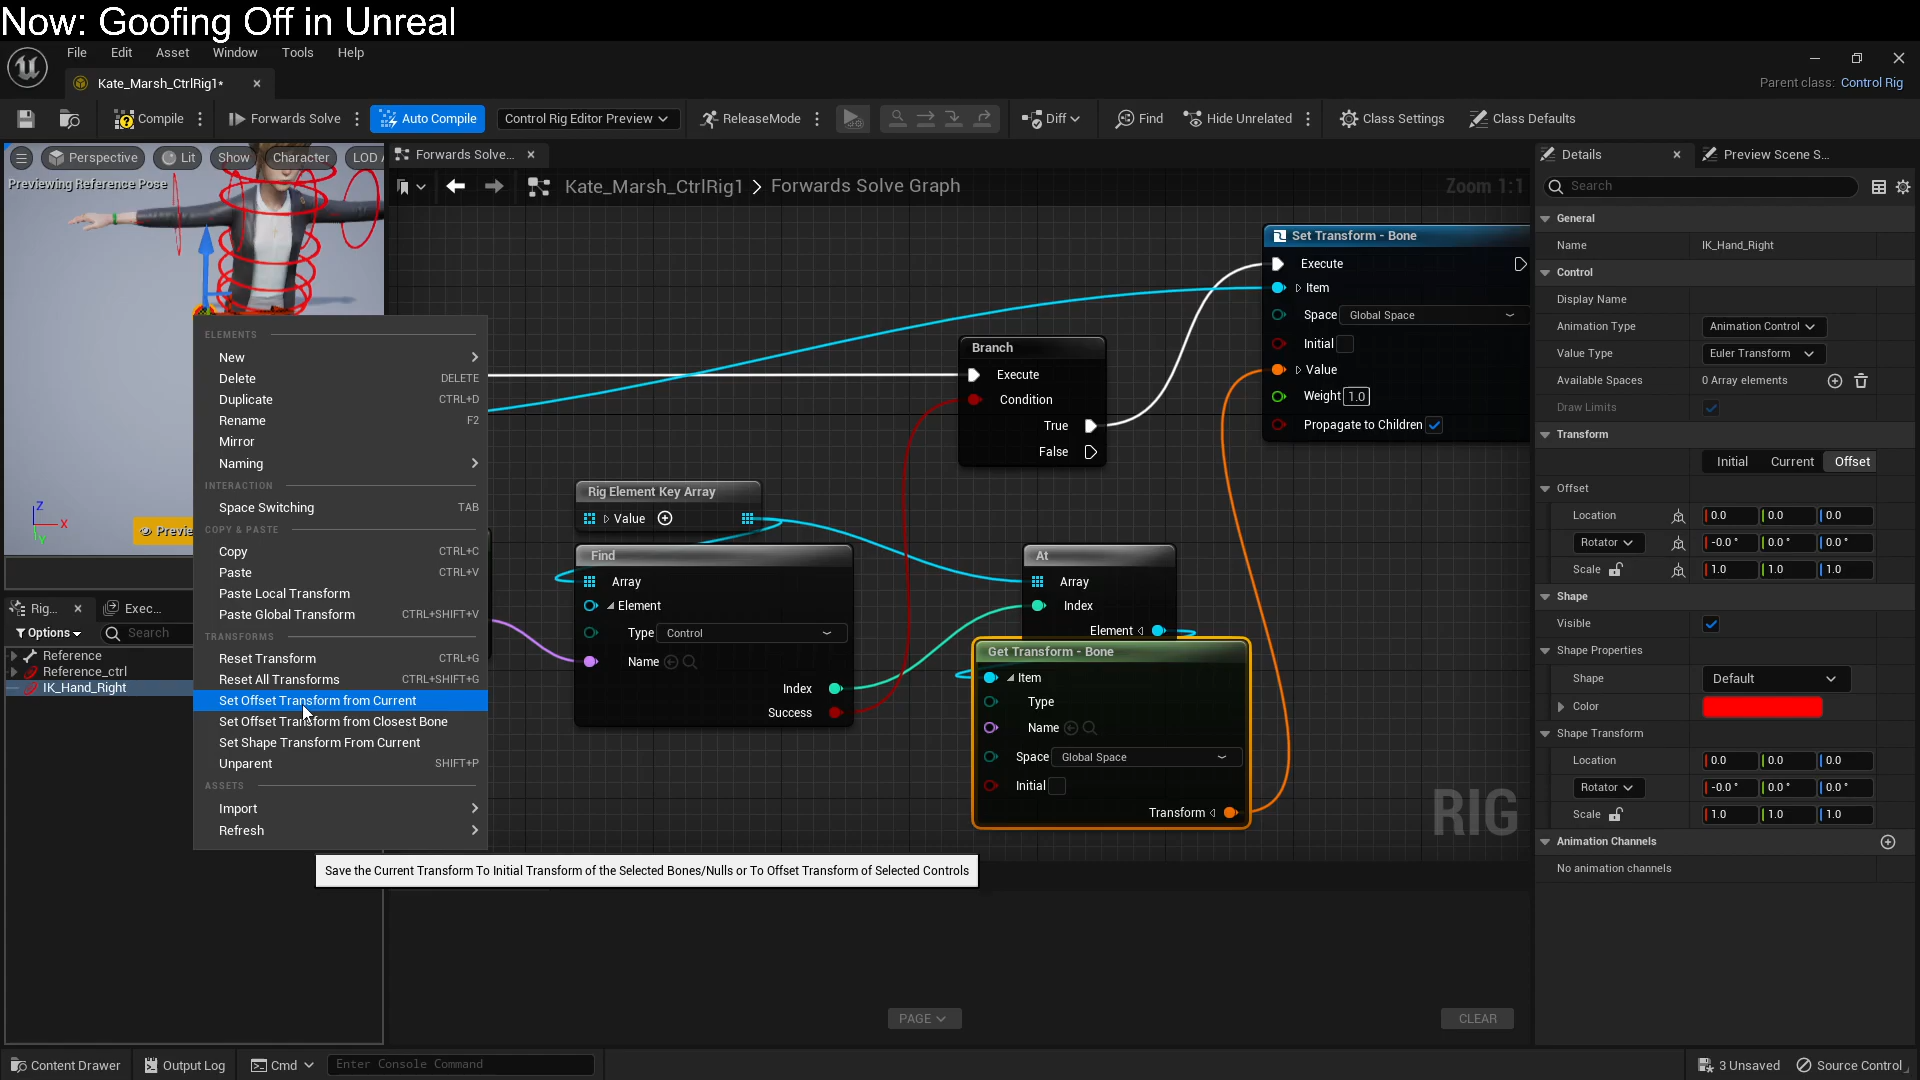 Now: Goofing Off in Unreal
File Edit Asset Window Tools Help
Kate_Marsh_CtrlRig1*
Parent class: Control Rig
Compile Forwards Solve Auto Compile Control Rig Editor Preview ReleaseMode Diff Find Hide Unrelated Class Settings Class Defaults
Perspective Lit Show Character LOD
Previewing Reference Pose
Forwards Solve...
Kate_Marsh_CtrlRig1 > Forwards Solve Graph
Zoom 1:1
Details
Preview Scene S...
Search
General
Name IK_Hand_Right
Control
Display Name
Animation Type Animation Control
Value Type Euler Transform
Available Spaces 0 Array elements
Draw Limits
Transform
Initial Current Offset
Offset
Location 0.0 0.0 0.0
Rotator -0.0 ° 0.0 ° 0.0 °
Scale 1.0 1.0 1.0
Shape
Visible
Shape Properties
Shape Default
Color
Shape Transform
Location 0.0 0.0 0.0
Rotator -0.0 ° 0.0 ° 0.0 °
Scale 1.0 1.0 1.0
Animation Channels
No animation channels
Set Transform - Bone
Execute
Item
Space Global Space
Initial
Value
Weight 1.0
Propagate to Children
Branch
Execute
Condition
True
False
Rig Element Key Array
Value
Find
Array
Element
Type Control
Name
Index
Success
At
Array
Index
Element
Get Transform - Bone
Item
Type
Name
Space Global Space
Initial
Transform
RIG
Z
X
Y
Previe
Rig...
Exec...
Options
Search
Reference
Reference_ctrl
IK_Hand_Right
ELEMENTS
New
Delete DELETE
Duplicate CTRL+D
Rename F2
Mirror
Naming
INTERACTION
Space Switching TAB
COPY & PASTE
Copy CTRL+C
Paste CTRL+V
Paste Local Transform
Paste Global Transform CTRL+SHIFT+V
TRANSFORMS
Reset Transform CTRL+G
Reset All Transforms CTRL+SHIFT+G
Set Offset Transform from Current
Set Offset Transform from Closest Bone
Set Shape Transform From Current
Unparent SHIFT+P
ASSETS
Import
Refresh
Save the Current Transform To Initial Transform of the Selected Bones/Nulls or To Offset Transform of Selected Controls
PAGE
CLEAR
Content Drawer Output Log Cmd Enter Console Command
3 Unsaved Source Control